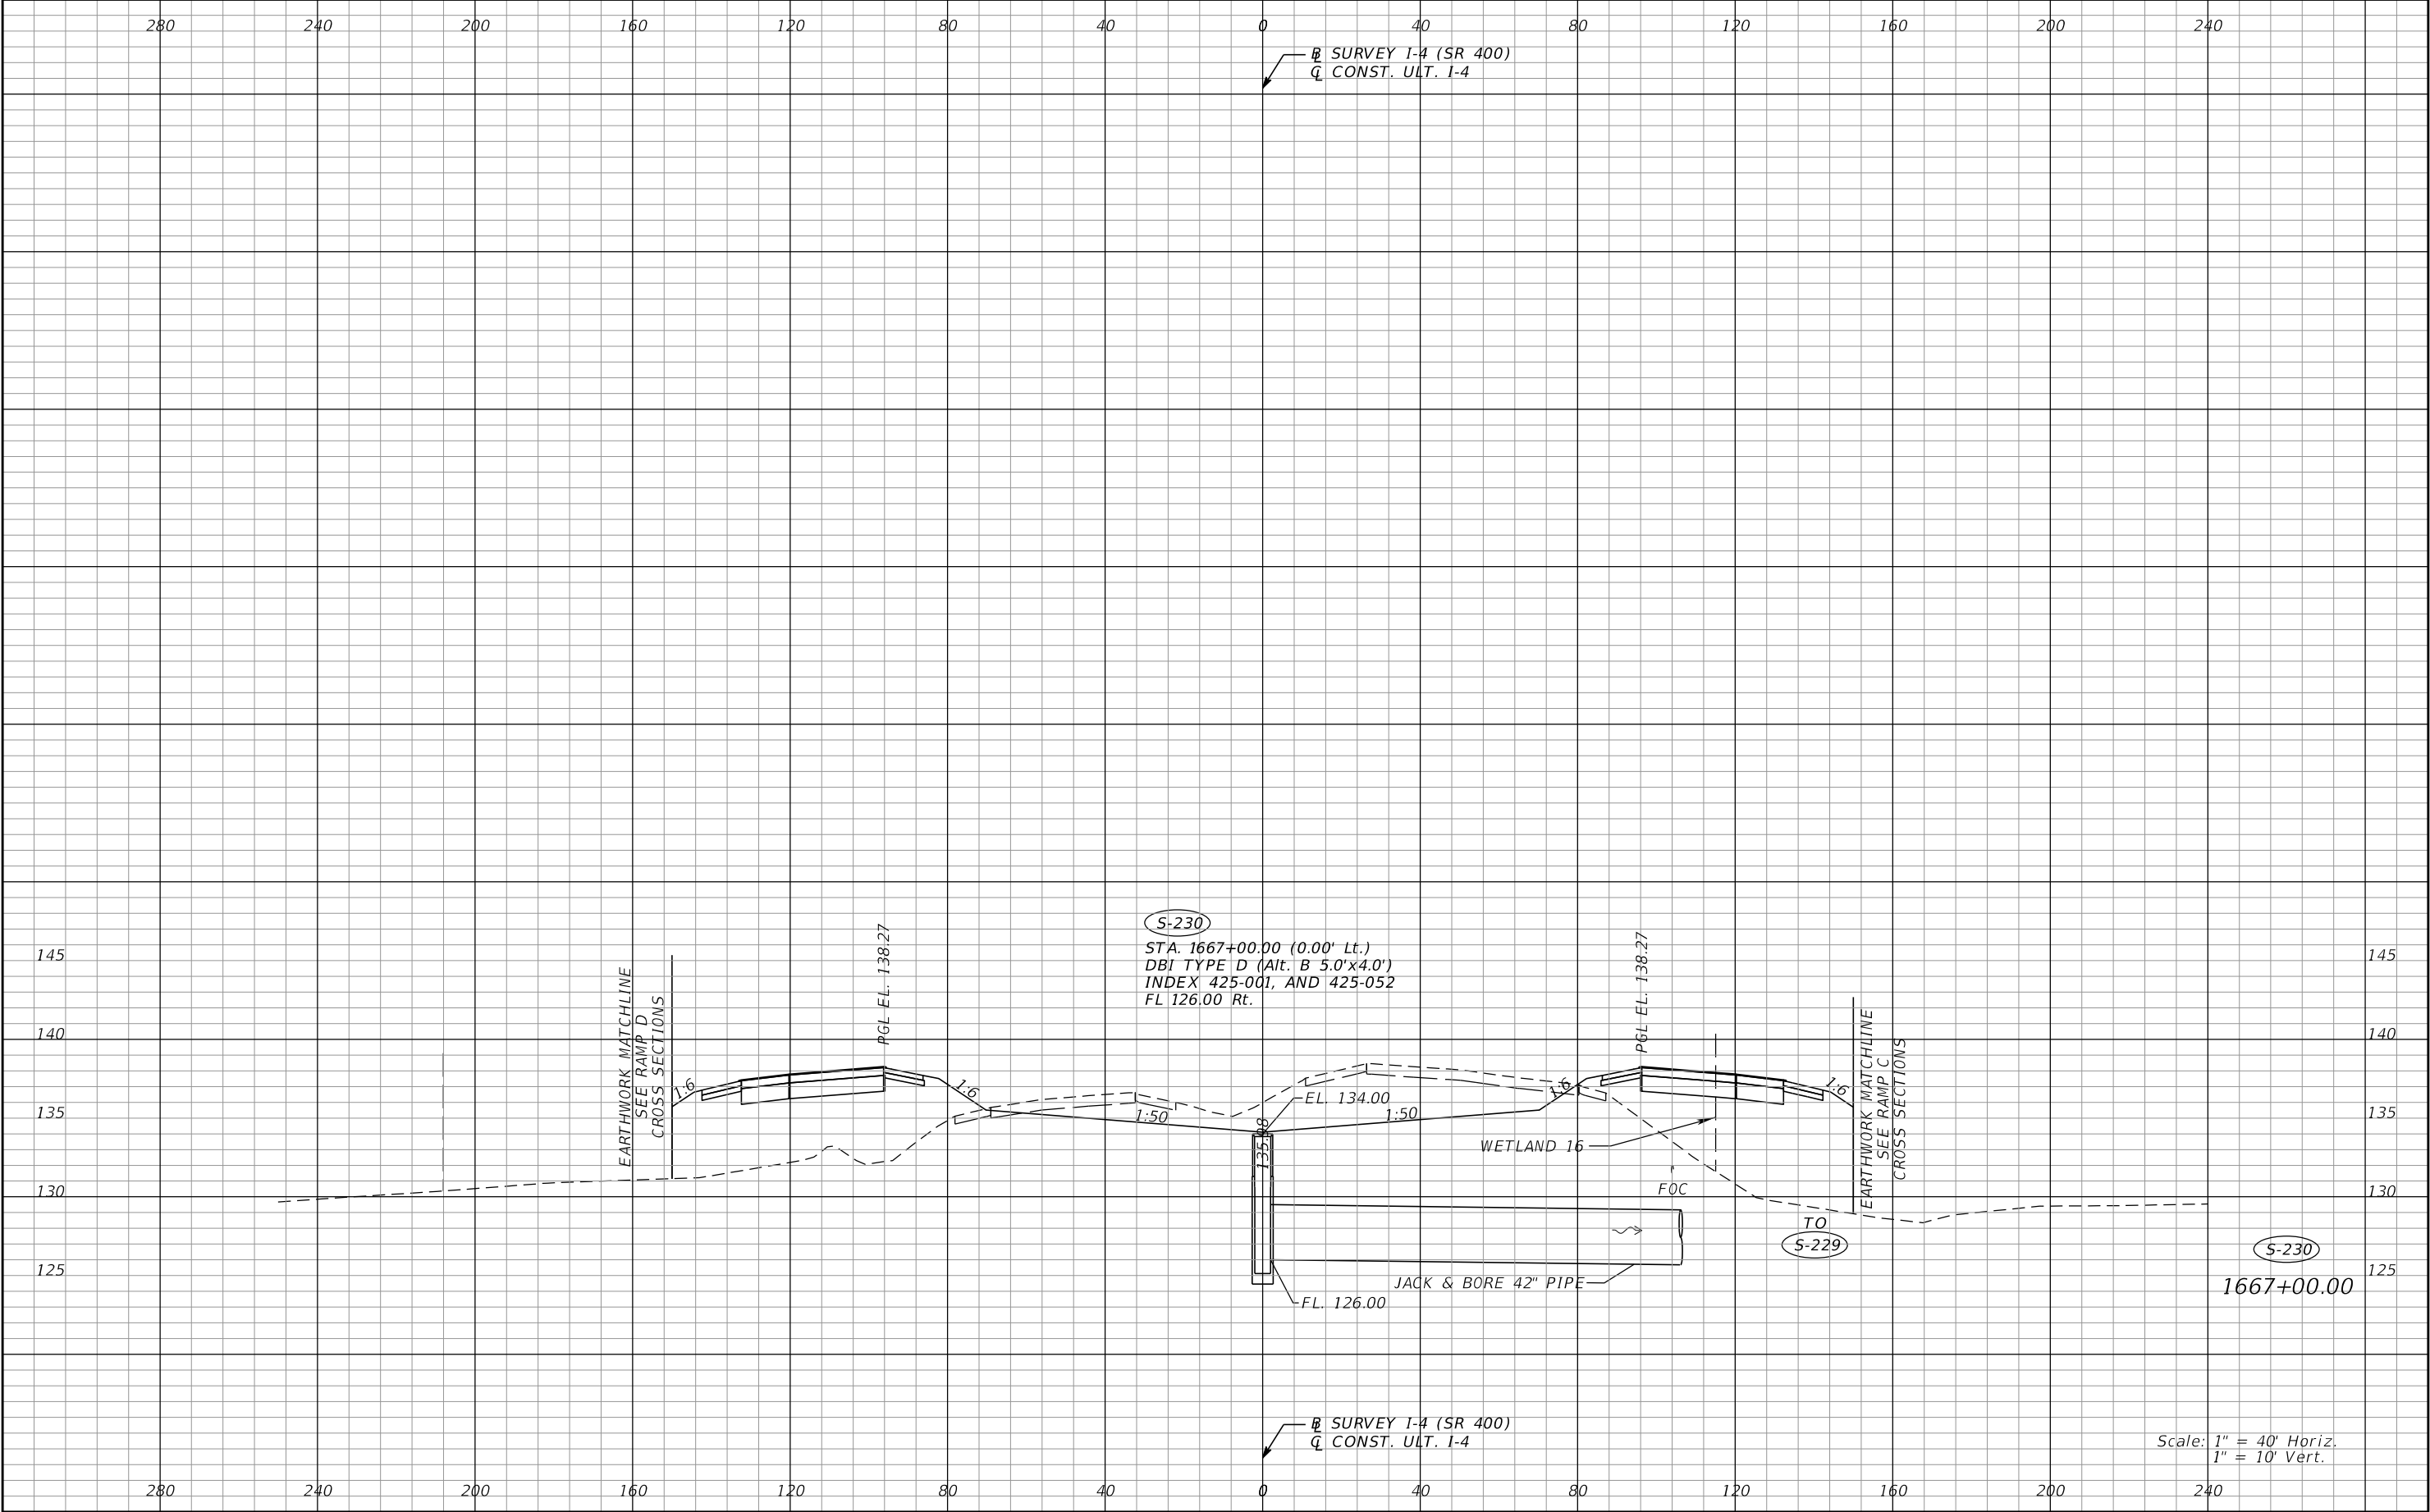 280 240 200 160 120 80 40 0 40 80 120 160 200 240
B SURVEY I-4 (SR 400)
C CONST. ULT. I-4
S-230
STA. 1667+00.00 (0.00' Lt.)
DBI TYPE D (Alt. B 5.0'x4.0')
INDEX 425-001, AND 425-052
FL 126.00 Rt.
145
145
140
140
135
135
130
130
125
125
EARTHWORK MATCHLINE
SEE RAMP D
CROSS SECTIONS
1:6
PGL EL. 138.27
1:6
1:50
EL. 134.00
135.98
1:50
1:6
PGL EL. 138.27
1:6
WETLAND 16
FOC
EARTHWORK MATCHLINE
SEE RAMP C
CROSS SECTIONS
TO
S-229
JACK & BORE 42" PIPE
FL. 126.00
S-230
1667+00.00
B SURVEY I-4 (SR 400)
C CONST. ULT. I-4
Scale: 1" = 40' Horiz.
1" = 10' Vert.
280 240 200 160 120 80 40 0 40 80 120 160 200 240